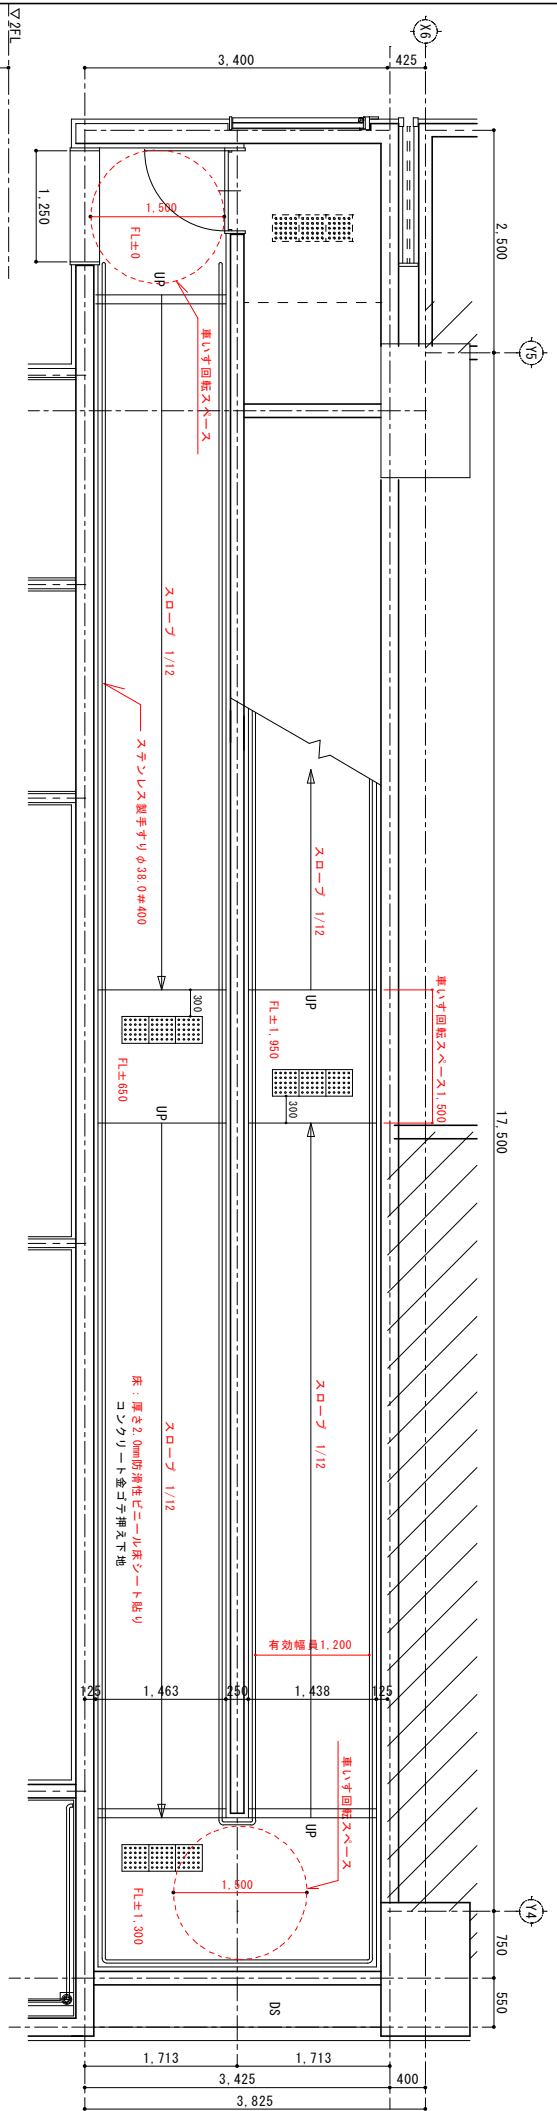 ▽2FL
X6
3,400
425
1,250
1,500
FL±0
UP
車いす回転スペース
2,500
Y5
スロープ 1/12
ステンレス製手すりφ38.0#400
スロープ 1/12
UP
FL±1,950
300
車いす回転スペース1,500
300
FL±650
UP
17,500
スロープ 1/12
スロープ 1/12
床：厚さ2.0mm防滑性ビニール床シート貼り
コンクリート金ゴテ押え下地
有効幅員1,200
125
1,463
250
1,438
125
UP
車いす回転スペース
1,500
FL±1,300
Y4
750
550
DS
1,713
1,713
3,425
400
3,825